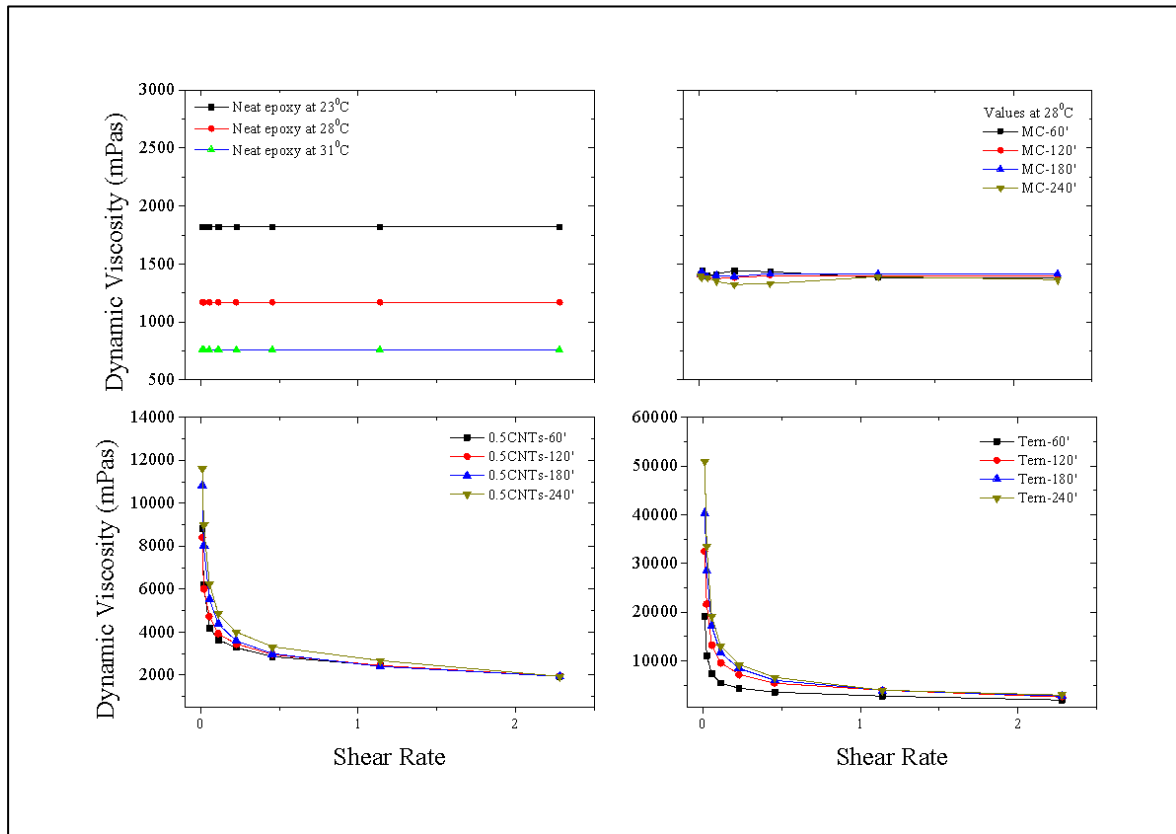 3000
2500
2000
1500
1000
500
Dynamic Viscosity (mPas)
Neat epoxy at 23⁰C
Neat epoxy at 28⁰C
Neat epoxy at 31⁰C
Values at 28⁰C
MC-60'
MC-120'
MC-180'
MC-240'
14000
12000
10000
8000
6000
4000
2000
Dynamic Viscosity (mPas)
0.5CNTs-60'
0.5CNTs-120'
0.5CNTs-180'
0.5CNTs-240'
0
1
2
Shear Rate
60000
50000
40000
30000
20000
10000
Tern-60'
Tern-120'
Tern-180'
Tern-240'
0
1
2
Shear Rate